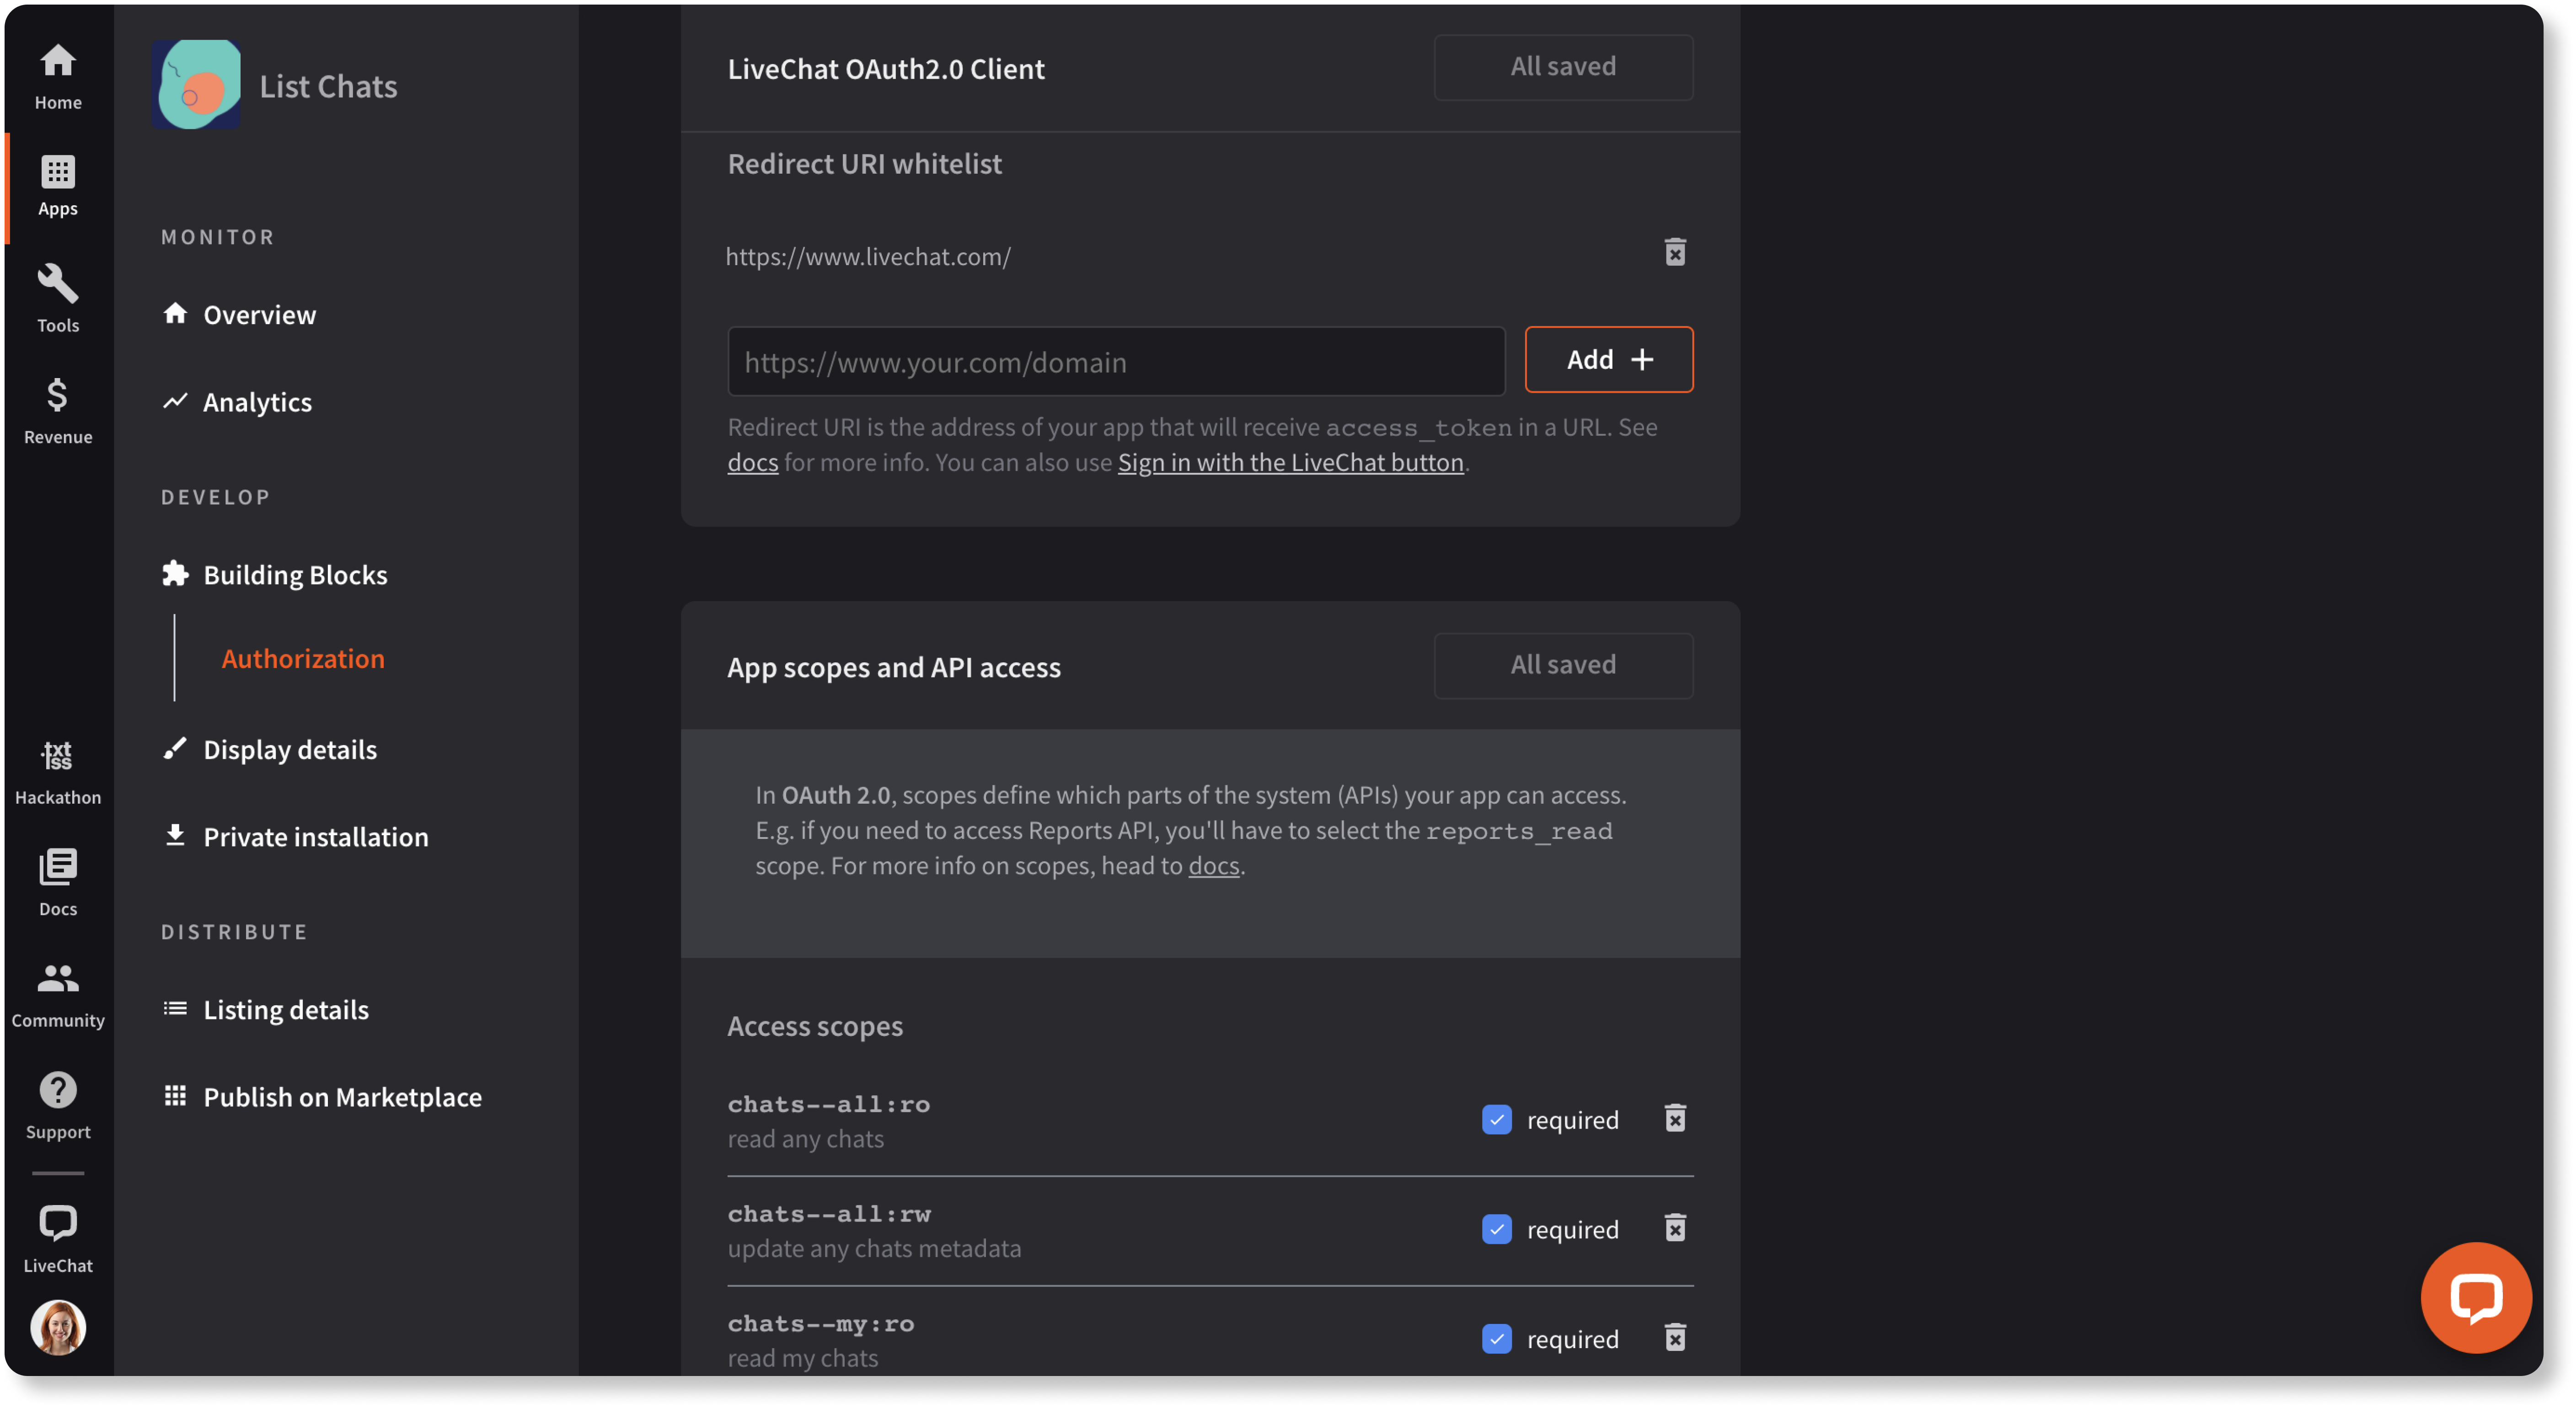 Home
Apps
Tools
Revenue
.txt
lss
Hackathon
Docs
Community
Support
LiveChat
List Chats
MONITOR
Overview
Analytics
DEVELOP
Building Blocks
Authorization
Display details
Private installation
DISTRIBUTE
Listing details
Publish on Marketplace
LiveChat OAuth2.0 Client
All saved
Redirect URI whitelist
https://www.livechat.com/
https://www.your.com/domain
Add +
Redirect URI is the address of your app that will receive access_token in a URL. See
docs for more info. You can also use Sign in with the LiveChat button.
App scopes and API access
All saved
In OAuth 2.0, scopes define which parts of the system (APIs) your app can access.
E.g. if you need to access Reports API, you'll have to select the reports_read
scope. For more info on scopes, head to docs.
Access scopes
chats--all:ro
read any chats
required
chats--all:rw
update any chats metadata
required
chats--my:ro
read my chats
required